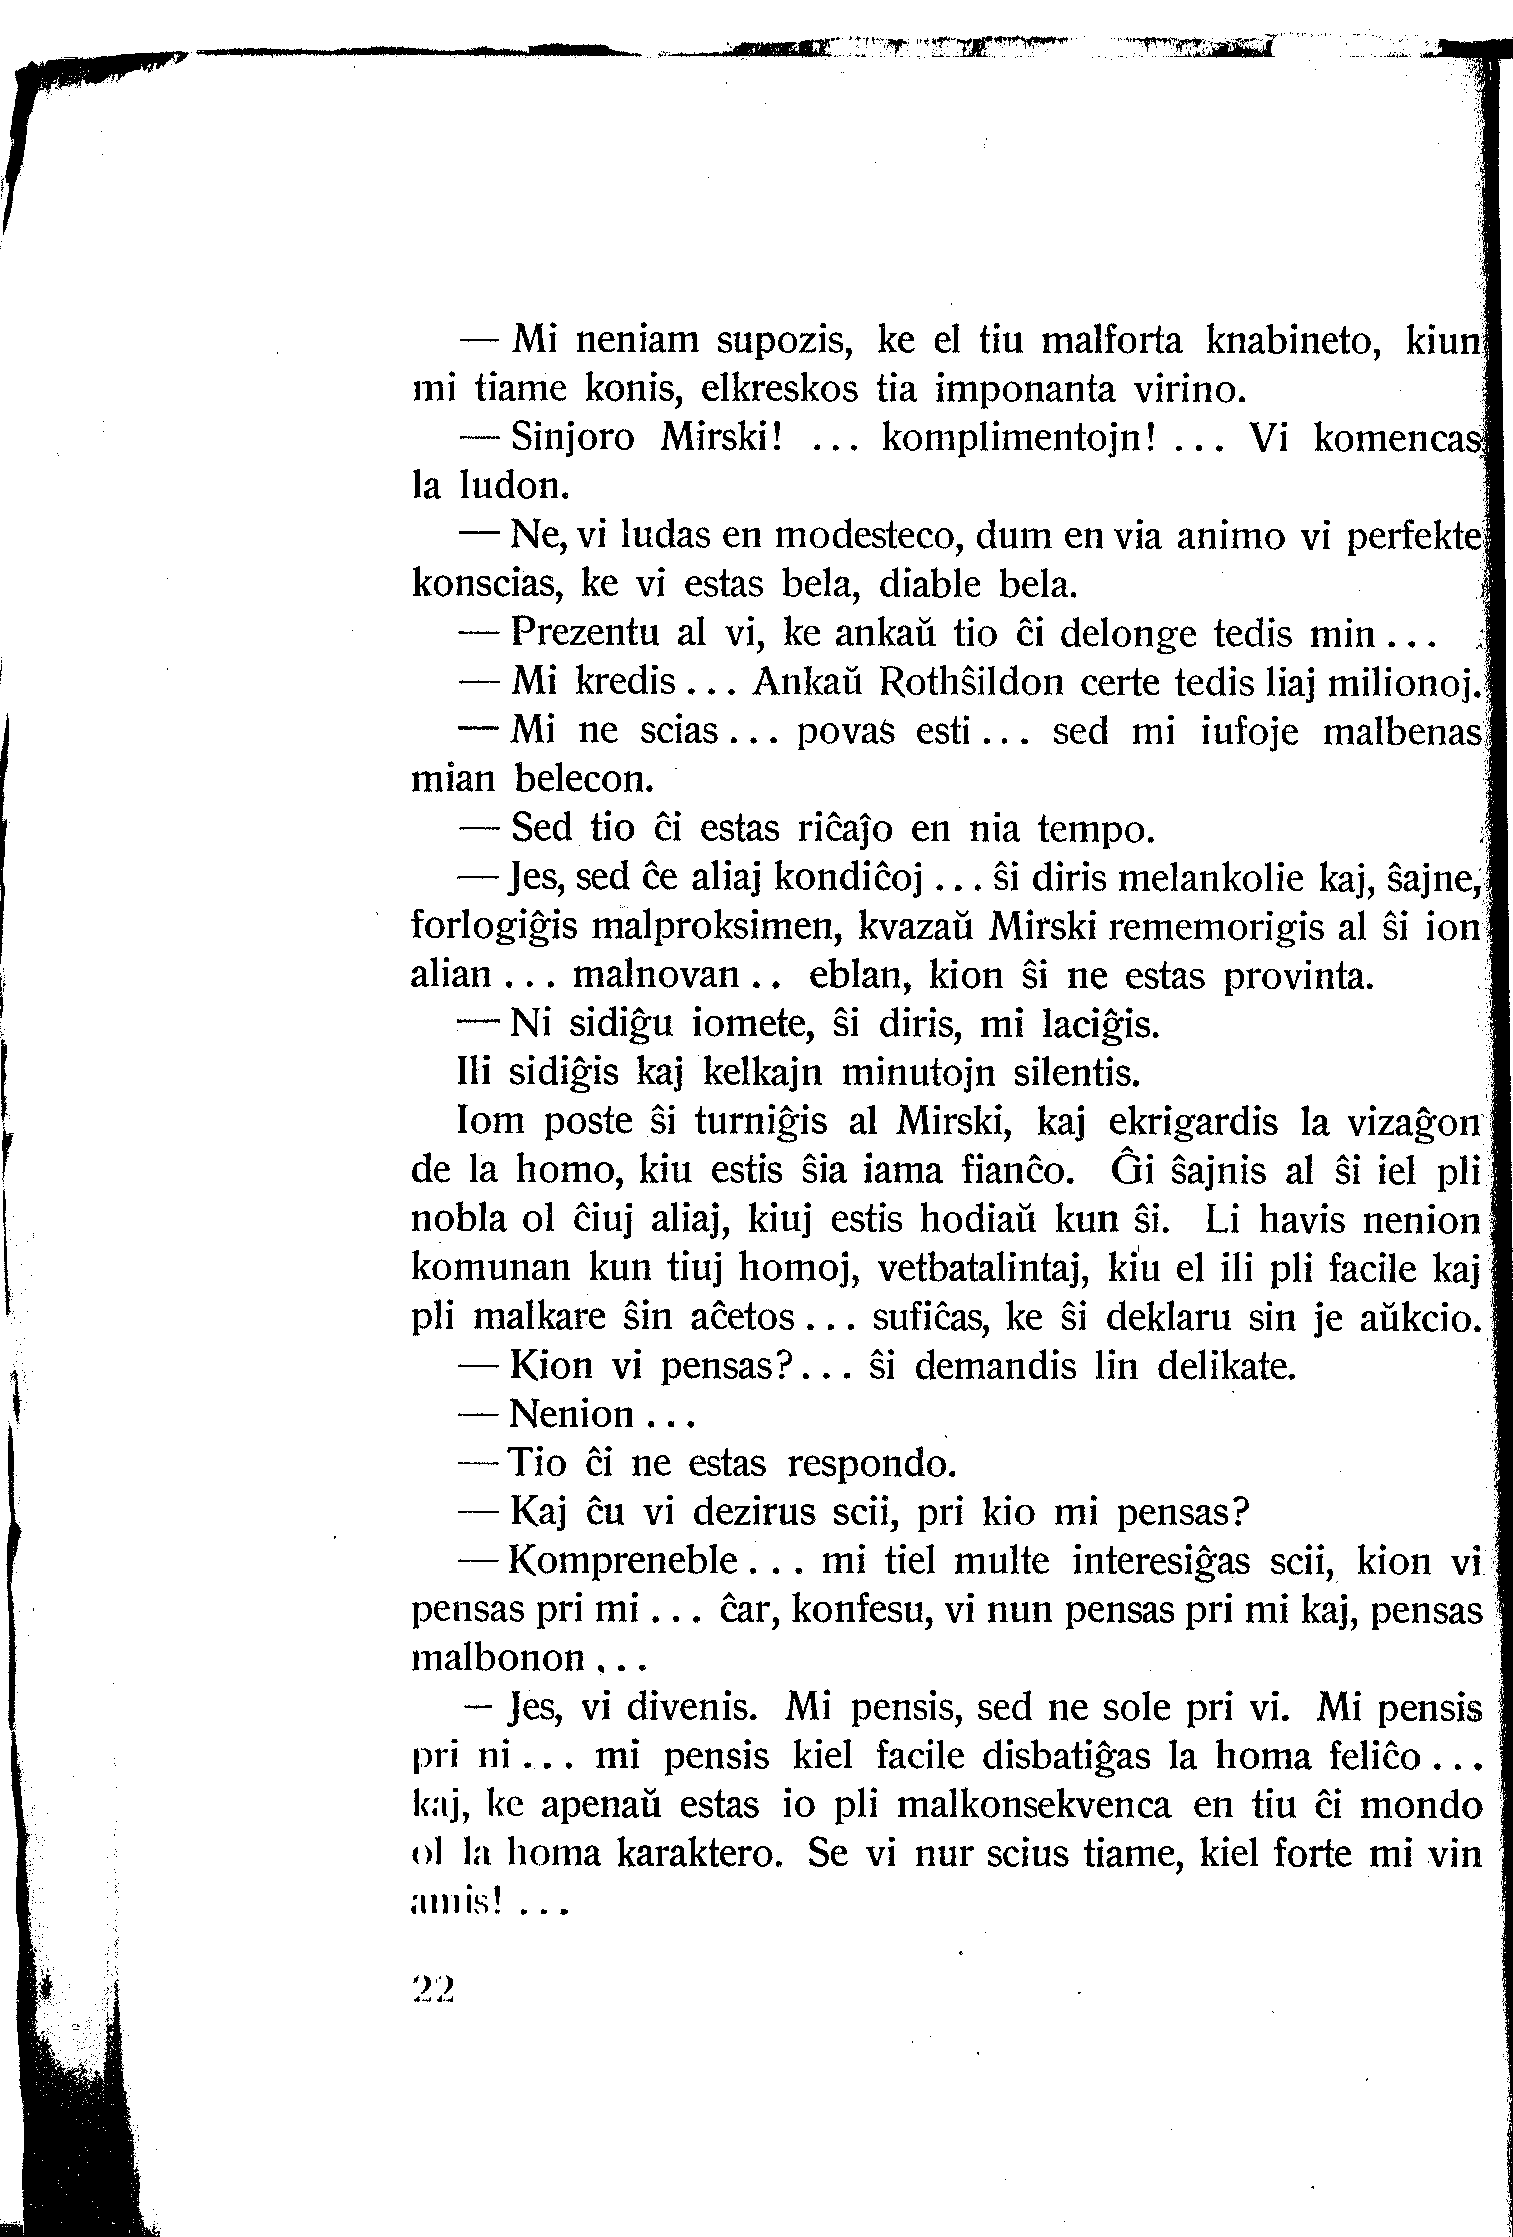 — Mi neniam supozis, ke el tiu malforta knabineto, kiun
mi tiame konis, elkreskos tia imponanta virino.
— Sinjoro Mirski! ... komplimentojn! ... Vi komencas
la ludon.
— Ne, vi ludas en modesteco, dum en via animo vi perfekte
konscias, ke vi estas bela, diable bela.
— Prezentu al vi, ke ankaŭ tio ĉi delonge tedis min ...
— Mi kredis ... Ankaŭ Rothŝildon certe tedis liaj milionoj.
— Mi ne scias ... povas esti ... sed mi iufoje malbenas
mian belecon.
— Sed tio ĉi estas riĉaĵo en nia tempo.
— Jes, sed ĉe aliaj kondiĉoj ... ŝi diris melankolie kaj, ŝajne,
forlogiĝis malproksimen, kvazaŭ Mirski rememorigis al ŝi ion
alian ... malnovan .. eblan, kion ŝi ne estas provinta.
— Ni sidiĝu iomete, ŝi diris, mi laciĝis.
Ili sidiĝis kaj kelkajn minutojn silentis.
Iom poste ŝi turniĝis al Mirski, kaj ekrigardis la vizaĝon
de la homo, kiu estis ŝia iama fianĉo. Ĝi ŝajnis al ŝi iel pli
nobla ol ĉiuj aliaj, kiuj estis hodiaŭ kun ŝi. Li havis nenion
komunan kun tiuj homoj, vetbatalintaj, kiu el ili pli facile kaj
pli malkare ŝin aĉetos ... sufiĉas, ke ŝi deklaru sin je aŭkcio.
— Kion vi pensas? ... ŝi demandis lin delikate.
— Nenion ...
— Tio ĉi ne estas respondo.
— Kaj ĉu vi dezirus scii, pri kio mi pensas?
— Kompreneble ... mi tiel multe interesiĝas scii, kion vi
pensas pri mi ... ĉar, konfesu, vi nun pensas pri mi kaj, pensas
malbonon ...
— Jes, vi divenis. Mi pensis, sed ne sole pri vi. Mi pensis
pri ni ... mi pensis kiel facile disbatiĝas la homa feliĉo ...
kaj, ke apenaŭ estas io pli malkonsekvenca en tiu ĉi mondo
ol la homa karaktero. Se vi nur scius tiame, kiel forte mi vin
amis! ...
22